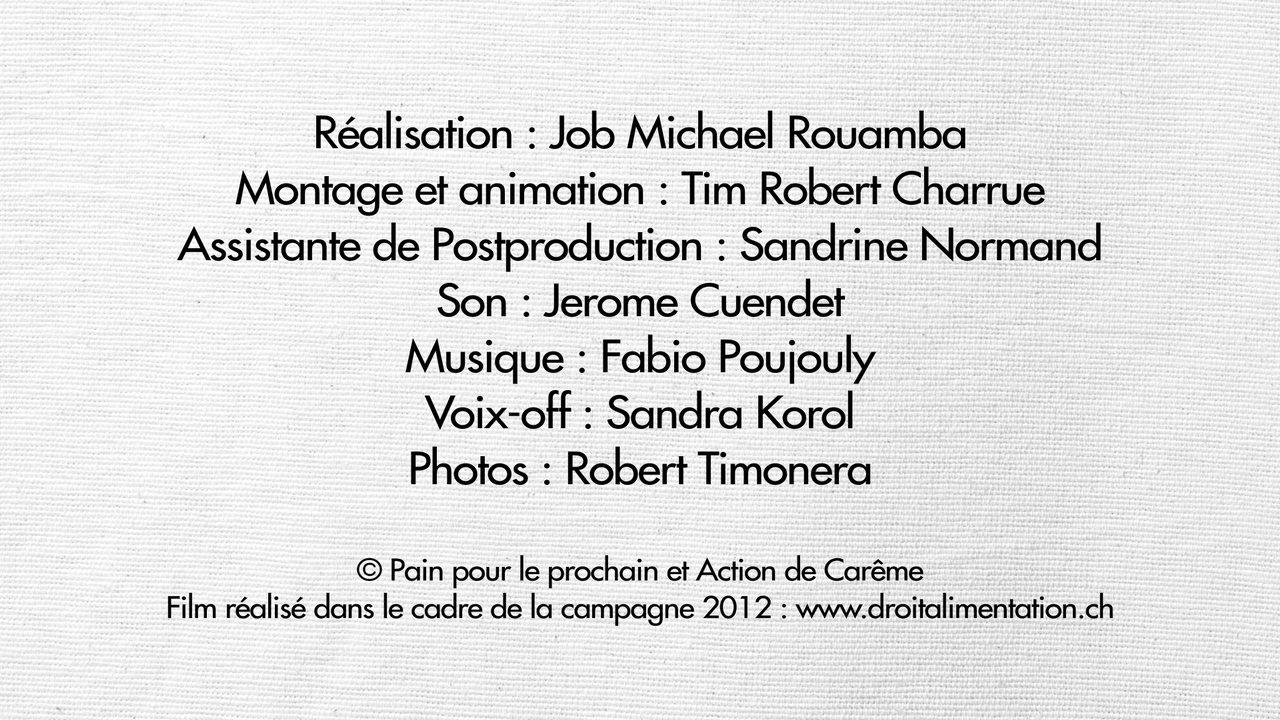 Réalisation : Job Michael Rouamba
Montage et animation : Tim Robert Charrue
Assistante de Postproduction : Sandrine Normand
Son : Jerome Cuendet
Musique : Fabio Poujouly
Voix-off : Sandra Korol
Photos : Robert Timonera
© Pain pour le prochain et Action de Carême
Film réalisé dans le cadre de la campagne 2012 : www.droitalimentation.ch